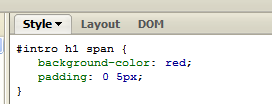 Style ▾ Layout DOM
#intro h1 span {
background-color: red;
padding: 0 5px;
}